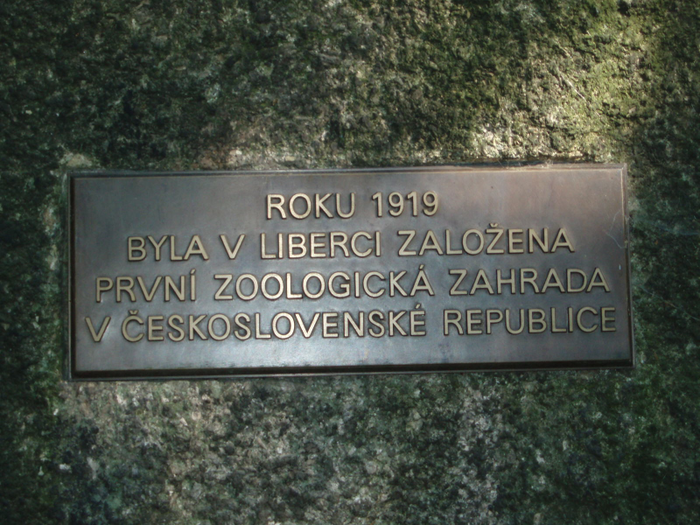 ROKU 1919
BYLA V LIBERCI ZALOŽENA
PRVNÍ ZOOLOGICKÁ ZAHRADA
V ČESKOSLOVENSKÉ REPUBLICE